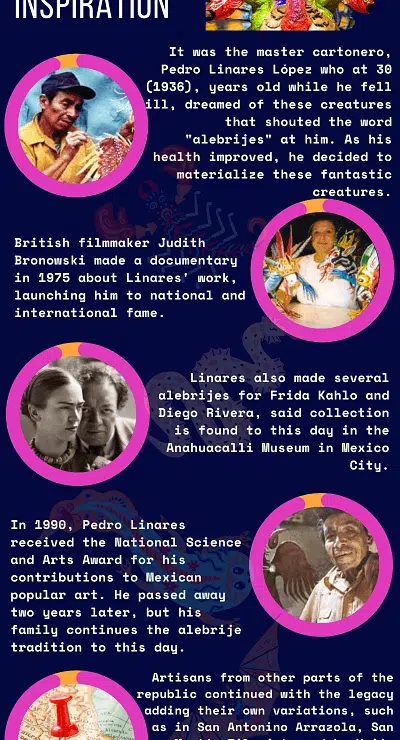 INSPIRATION
It was the master cartonero,
Pedro Linares López who at 30
(1936), years old while he fell
ill, dreamed of these creatures
that shouted the word
"alebrijes" at him. As his
health improved, he decided to
materialize these fantastic
creatures.
British filmmaker Judith
Bronowski made a documentary
in 1975 about Linares’ work,
launching him to national and
international fame.
Linares also made several
alebrijes for Frida Kahlo and
Diego Rivera, said collection
is found to this day in the
Anahuacalli Museum in Mexico
City.
In 1990, Pedro Linares
received the National Science
and Arts Award for his
contributions to Mexican
popular art. He passed away
two years later, but his
family continues the alebrije
tradition to this day.
Artisans from other parts of the
republic continued with the legacy
adding their own variations, such
as in San Antonino Arrazola, San